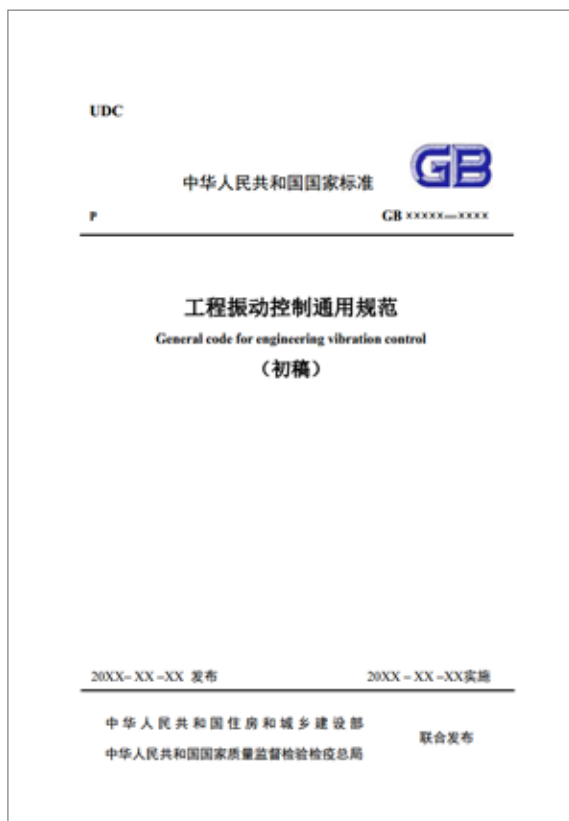 UDC
中华人民共和国国家标准
GB
P
GB ×××××—××××
工程振动控制通用规范
General code for engineering vibration control
（初稿）
20XX– XX –XX 发布
20XX – XX –XX实施
中华人民共和国住房和城乡建设部
中华人民共和国国家质量监督检验检疫总局
联合发布